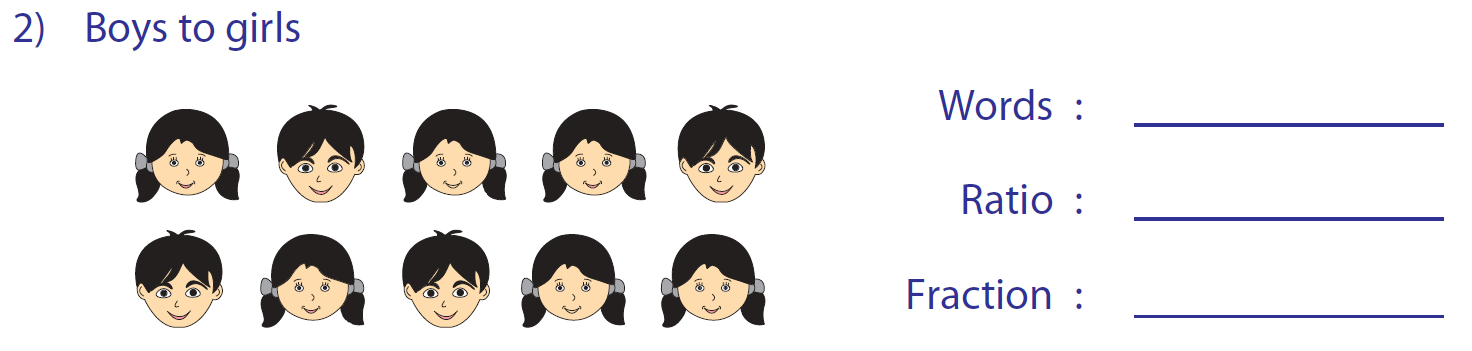 2) Boys to girls
Words :
Ratio :
Fraction :